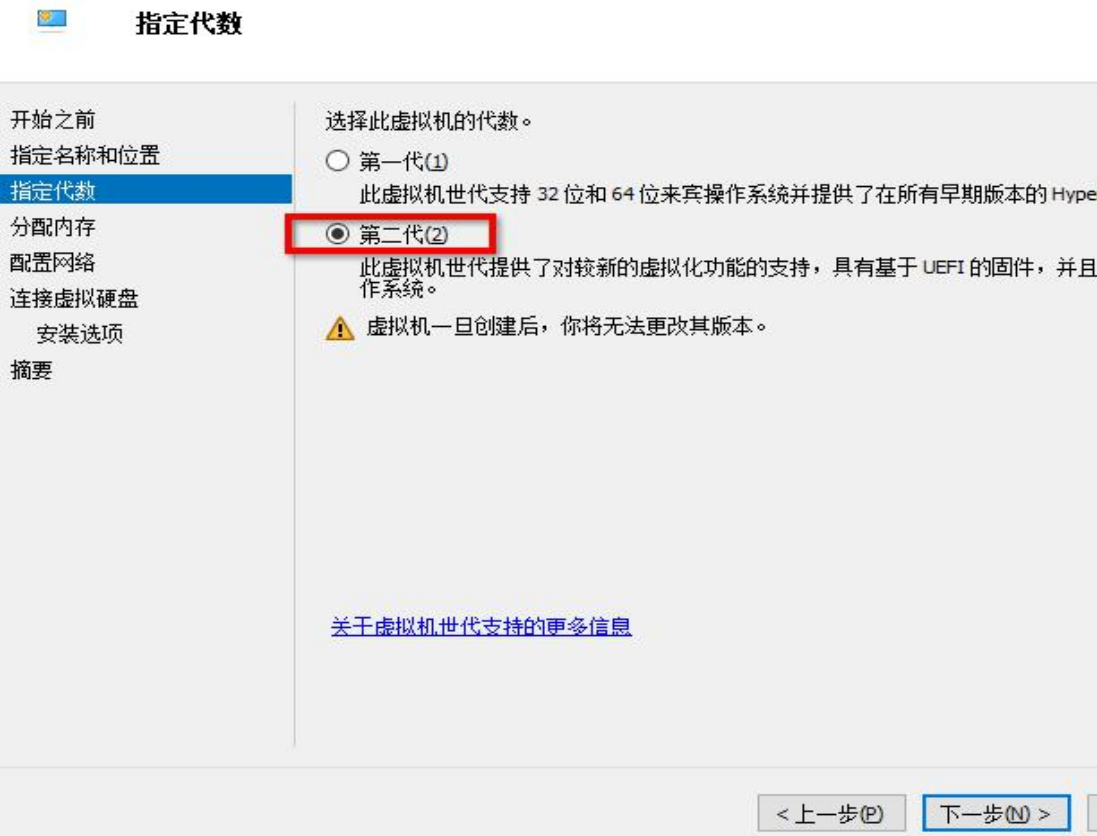 指定代数
开始之前
指定名称和位置
指定代数
分配内存
配置网络
连接虚拟硬盘
安装选项
摘要
选择此虚拟机的代数。
第一代(1)
此虚拟机世代支持 32 位和 64 位来宾操作系统并提供了在所有早期版本的 Hype
第二代(2)
此虚拟机世代提供了对较新的虚拟化功能的支持，具有基于 UEFI 的固件，并且
作系统。
虚拟机一旦创建后，你将无法更改其版本。
关于虚拟机世代支持的更多信息
< 上一步(P)
下一步(N) >